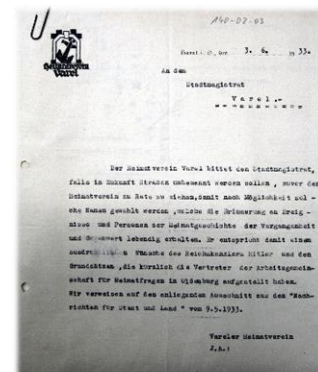 140-02-03
Heimatverein
Varel
Varel i. O., den 3. 6. 1933.
An den
Stadtmagistrat
Varel.-
Der Heimatverein Varel bittet den Stadtmagistrat,
falls in Zukunft Straßen umbenannt werden sollen, zuvor den
Heimatverein zu Rate zu ziehen, damit nach Möglichkeit sol -
che Namen gewählt werden, welche die Erinnerung an Ereig -
nisse und Personen der Heimatgeschichte der Vergangenheit
und Gegenwart lebendig erhalten. Er entspricht damit einem
Wunsche des Reichskanzlers Hitler und den
Grundsätzen, die kürzlich die Vertreter der Arbeitsgemein-
schaft für Heimatfragen in Oldenburg aufgestellt haben.
Wir verweisen auf den anliegenden Ausschnitt aus den "Nach-
richten für Stadt und Land" vom 9.5.1933.
Vareler Heimatverein
I.A.: